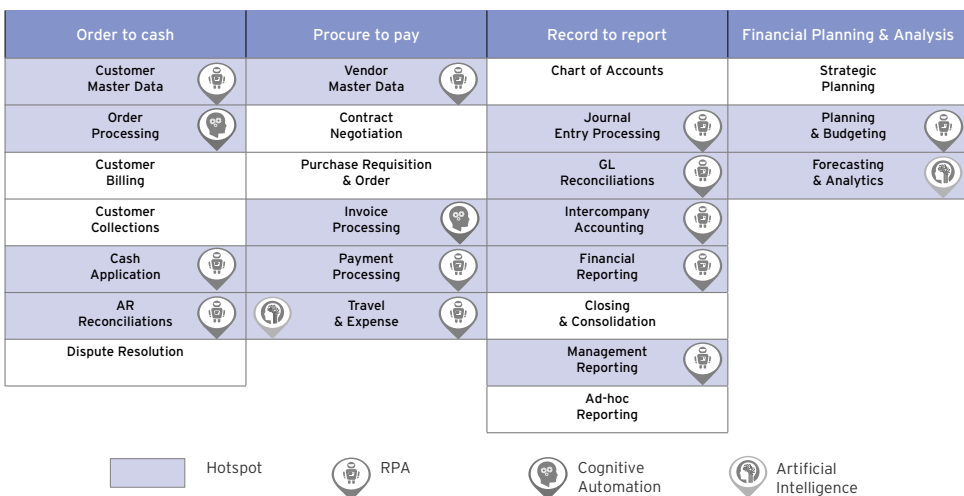 Order to cash
Procure to pay
Record to report
Financial Planning & Analysis
Customer
Master Data
Vendor
Master Data
Chart of Accounts
Strategic
Planning
Order
Processing
Contract
Negotiation
Journal
Entry Processing
Planning
& Budgeting
Customer
Billing
Purchase Requisition
& Order
GL
Reconciliations
Forecasting
& Analytics
Customer
Collections
Invoice
Processing
Intercompany
Accounting
Cash
Application
Payment
Processing
Financial
Reporting
AR
Reconciliations
Travel
& Expense
Closing
& Consolidation
Dispute Resolution
Management
Reporting
Ad-hoc
Reporting
Hotspot
RPA
Cognitive
Automation
Artificial
Intelligence